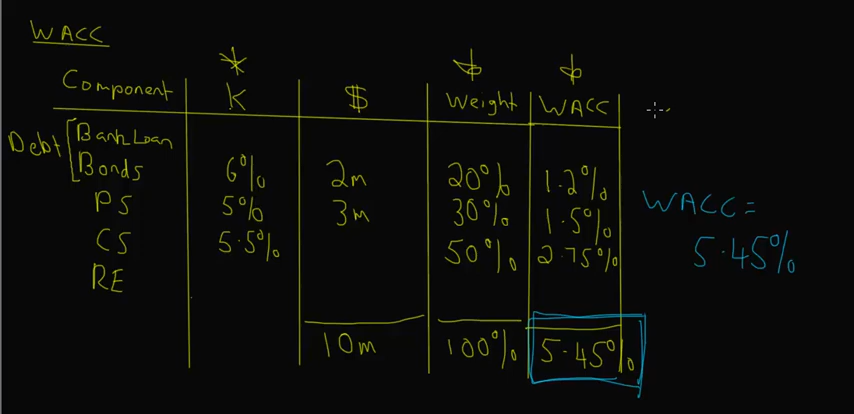 WACC
Component K $ Weight WACC
Debt Bank Loan
Bonds 6% 2m 20% 1.2%
PS 5% 3m 30% 1.5%
CS 5.5% 50% 2.75%
RE
10m 100% 5.45%
WACC=
5.45%